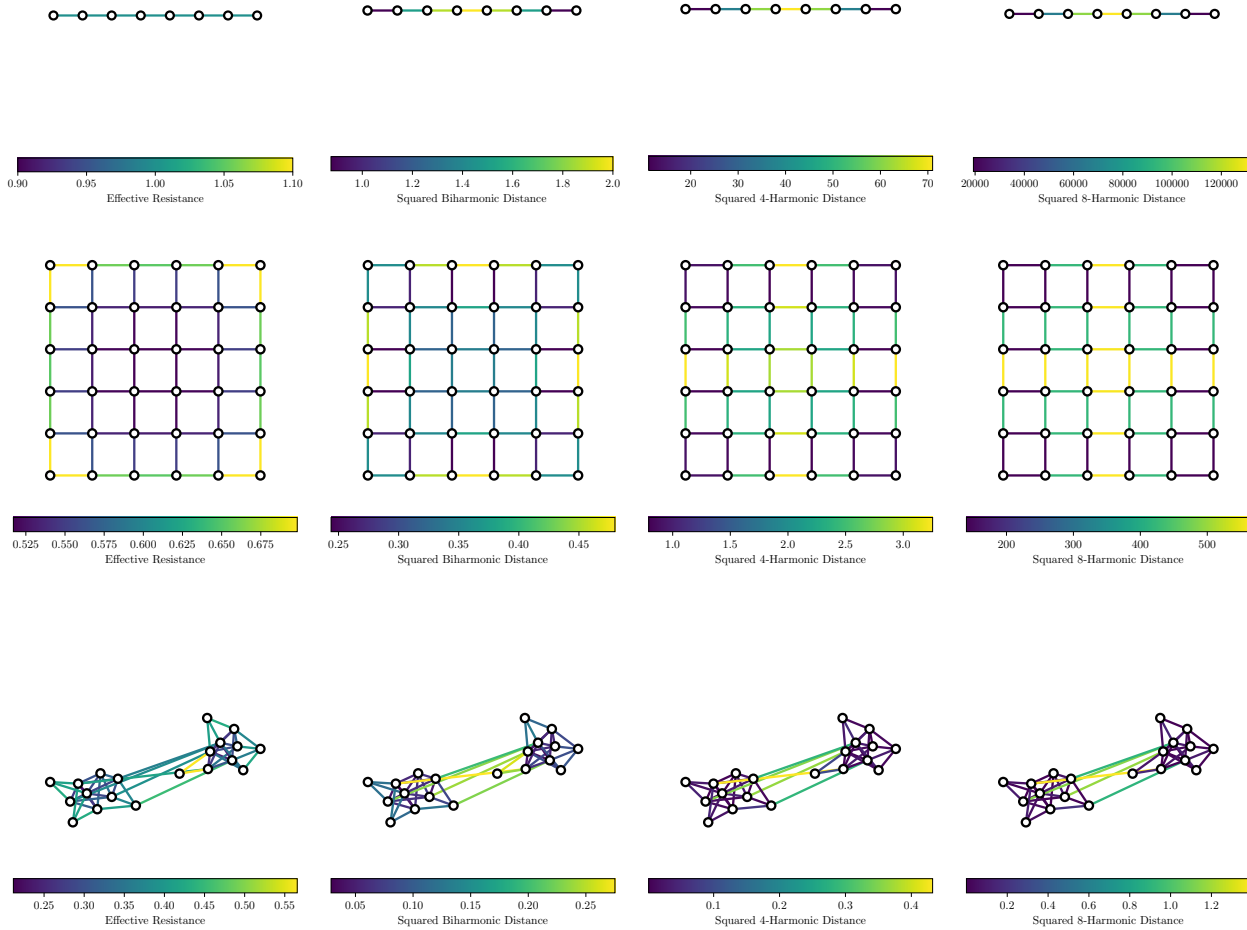 0.90 0.95 1.00 1.05 1.10
Effective Resistance
1.0 1.2 1.4 1.6 1.8 2.0
Squared Biharmonic Distance
20 30 40 50 60 70
Squared 4-Harmonic Distance
20000 40000 60000 80000 100000 120000
Squared 8-Harmonic Distance
0.525 0.550 0.575 0.600 0.625 0.650 0.675
Effective Resistance
0.25 0.30 0.35 0.40 0.45
Squared Biharmonic Distance
1.0 1.5 2.0 2.5 3.0
Squared 4-Harmonic Distance
200 300 400 500
Squared 8-Harmonic Distance
0.25 0.30 0.35 0.40 0.45 0.50 0.55
Effective Resistance
0.05 0.10 0.15 0.20 0.25
Squared Biharmonic Distance
0.1 0.2 0.3 0.4
Squared 4-Harmonic Distance
0.2 0.4 0.6 0.8 1.0 1.2
Squared 8-Harmonic Distance